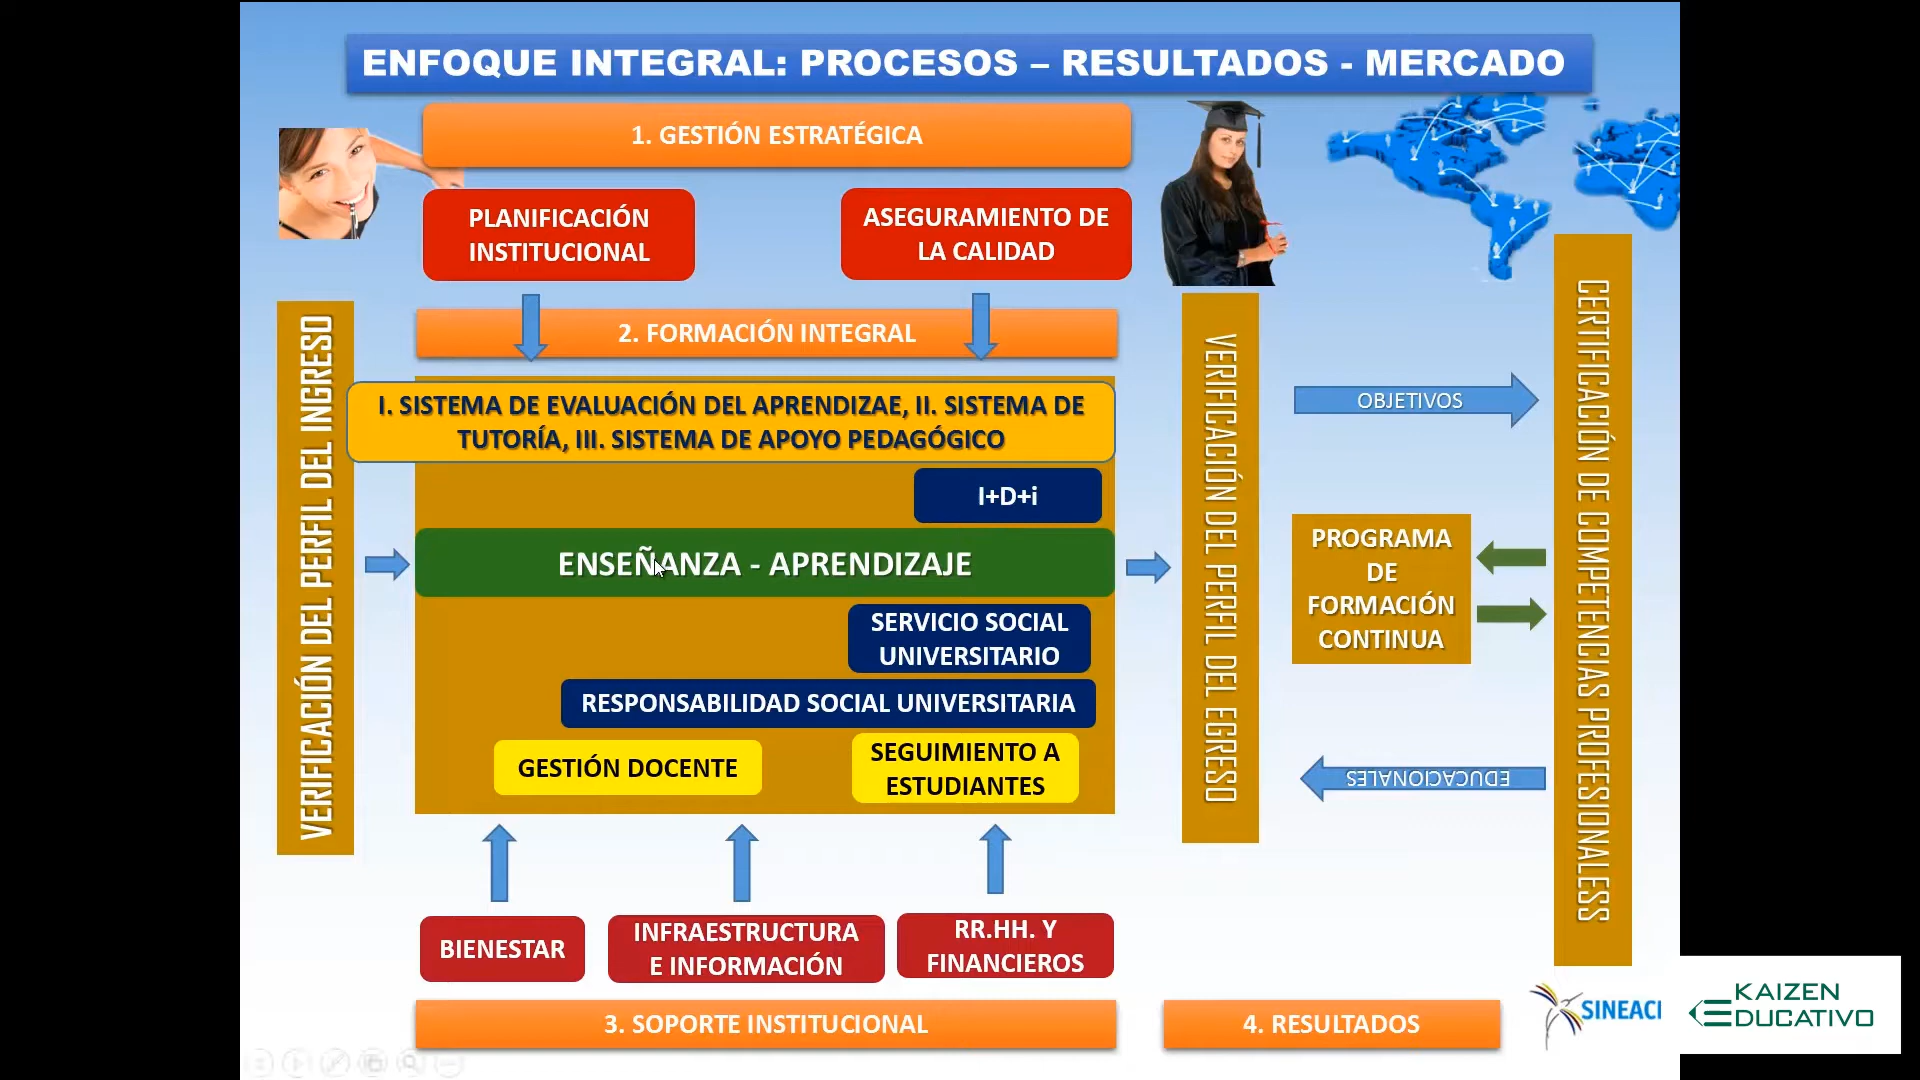 ENFOQUE INTEGRAL: PROCESOS – RESULTADOS - MERCADO
1. GESTIÓN ESTRATÉGICA
PLANIFICACIÓN
INSTITUCIONAL
ASEGURAMIENTO DE
LA CALIDAD
2. FORMACIÓN INTEGRAL
VERIFICACIÓN DEL PERFIL DEL INGRESO
I. SISTEMA DE EVALUACIÓN DEL APRENDIZAE, II. SISTEMA DE
TUTORÍA, III. SISTEMA DE APOYO PEDAGÓGICO
I+D+i
ENSEÑANZA - APRENDIZAJE
SERVICIO SOCIAL
UNIVERSITARIO
RESPONSABILIDAD SOCIAL UNIVERSITARIA
GESTIÓN DOCENTE
SEGUIMIENTO A
ESTUDIANTES
VERIFICACIÓN DEL PERFIL DEL EGRESO
OBJETIVOS
PROGRAMA
DE
FORMACIÓN
CONTINUA
EDUCACIONALES
CERTIFICACIÓN DE COMPETENCIAS PROFESIONALESS
BIENESTAR
INFRAESTRUCTURA
E INFORMACIÓN
RR.HH. Y
FINANCIEROS
3. SOPORTE INSTITUCIONAL
4. RESULTADOS
SINEACE
KAIZEN
EDUCATIVO